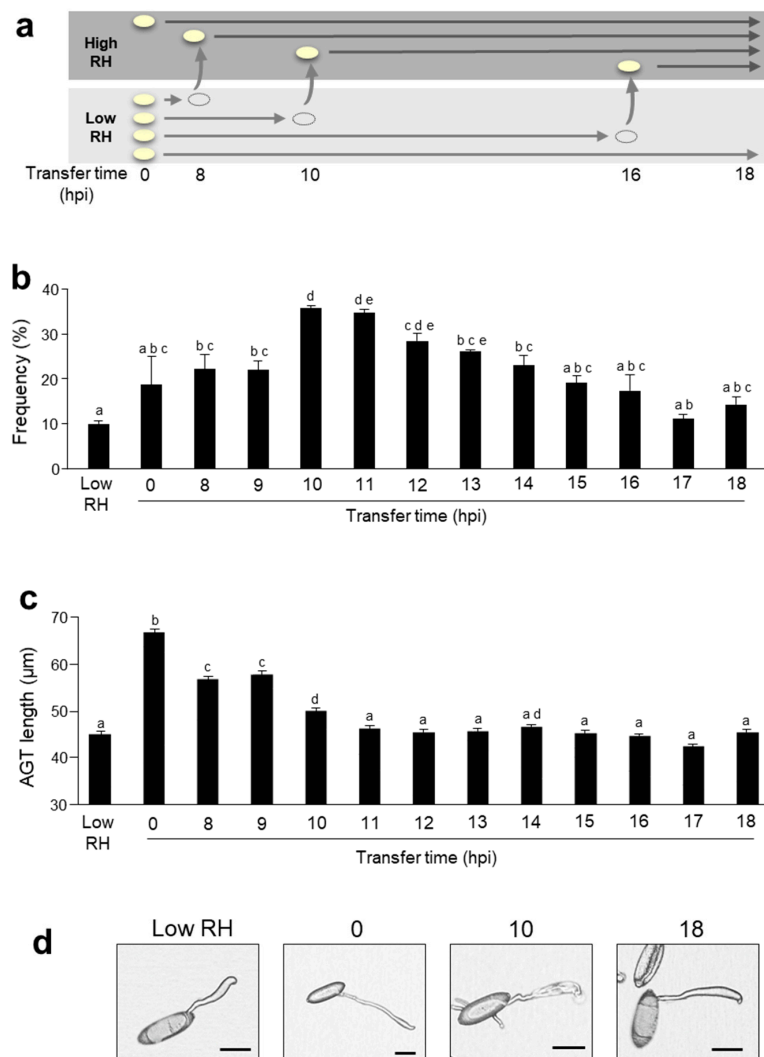 a
High
RH
Low
RH
Transfer time
(hpi)
0 8 10 16 18
b
Frequency (%)
40
30
20
10
0
a
a b c
b c
b c
d
d e
c d e
b c e
b c
a b c
a b c
a b
a b c
Low
RH
0 8 9 10 11 12 13 14 15 16 17 18
Transfer time (hpi)
c
AGT length (μm)
70
60
50
40
30
a
b
c
c
d
a
a
a
a d
a
a
a
a
Low
RH
0 8 9 10 11 12 13 14 15 16 17 18
Transfer time (hpi)
d
Low RH 0 10 18